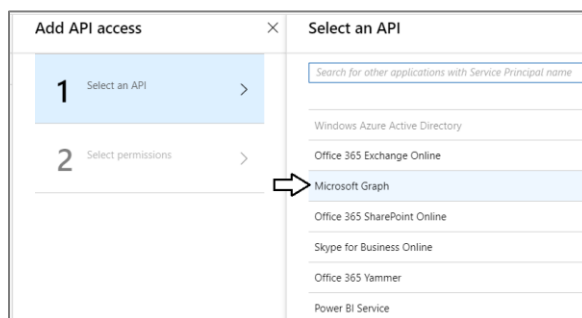 Add API access
1 Select an API
2 Select permissions
Select an API
Search for other applications with Service Principal name
Windows Azure Active Directory
Office 365 Exchange Online
Microsoft Graph
Office 365 SharePoint Online
Skype for Business Online
Office 365 Yammer
Power BI Service